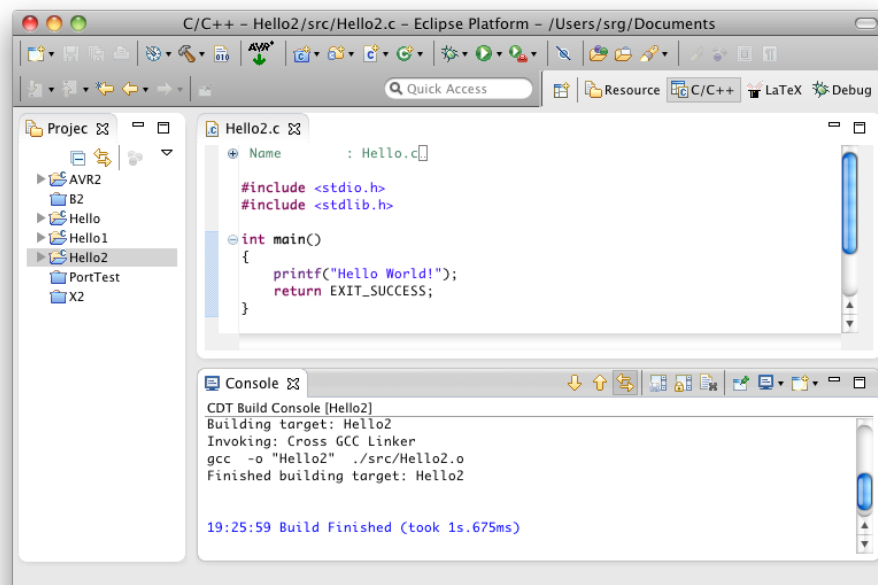 C/C++ – Hello2/src/Hello2.c – Eclipse Platform – /Users/srg/Documents
AVR
010
Quick Access
Resource
C/C++
LaTeX
Debug
Projec
AVR2
B2
Hello
Hello1
Hello2
PortTest
X2
Hello2.c
Name : Hello.c..
#include <stdio.h>
#include <stdlib.h>
int main()
{
printf("Hello World!");
return EXIT_SUCCESS;
}
Console
CDT Build Console [Hello2]
Building target: Hello2
Invoking: Cross GCC Linker
gcc -o "Hello2" ./src/Hello2.o
Finished building target: Hello2
19:25:59 Build Finished (took 1s.675ms)